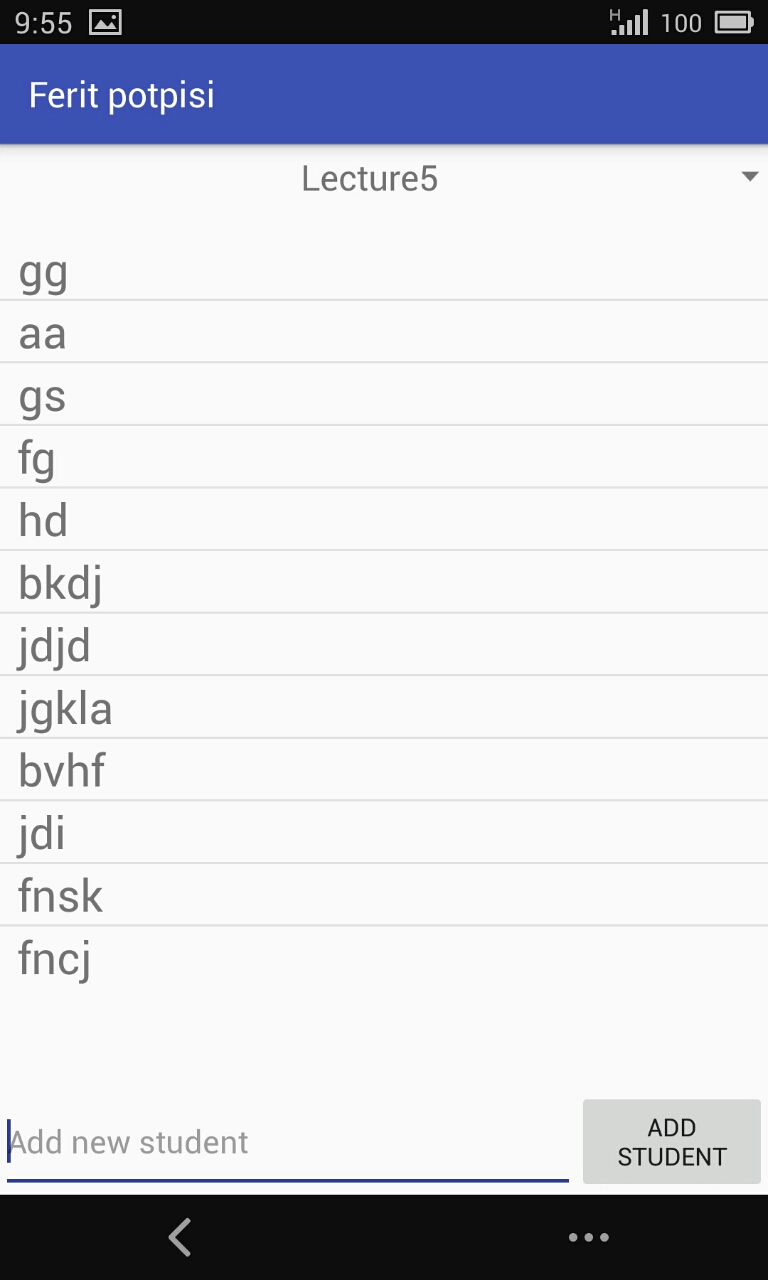 9:55 H 100
Ferit potpisi
Lecture5
gg
aa
gs
fg
hd
bkdj
jdjd
jgkla
bvhf
jdi
fnsk
fncj
Add new student
ADD
STUDENT